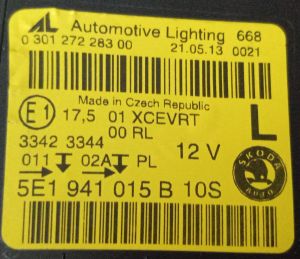 AL Automotive Lighting 668
0 301 272 283 00 21.05.13 0021
Made in Czech Republic
E1 17,5 01 XCEVRT
00 RL
L
3342 3344
011 02A PL 12 V
SKODA
AUTO
5E1 941 015 B 10S